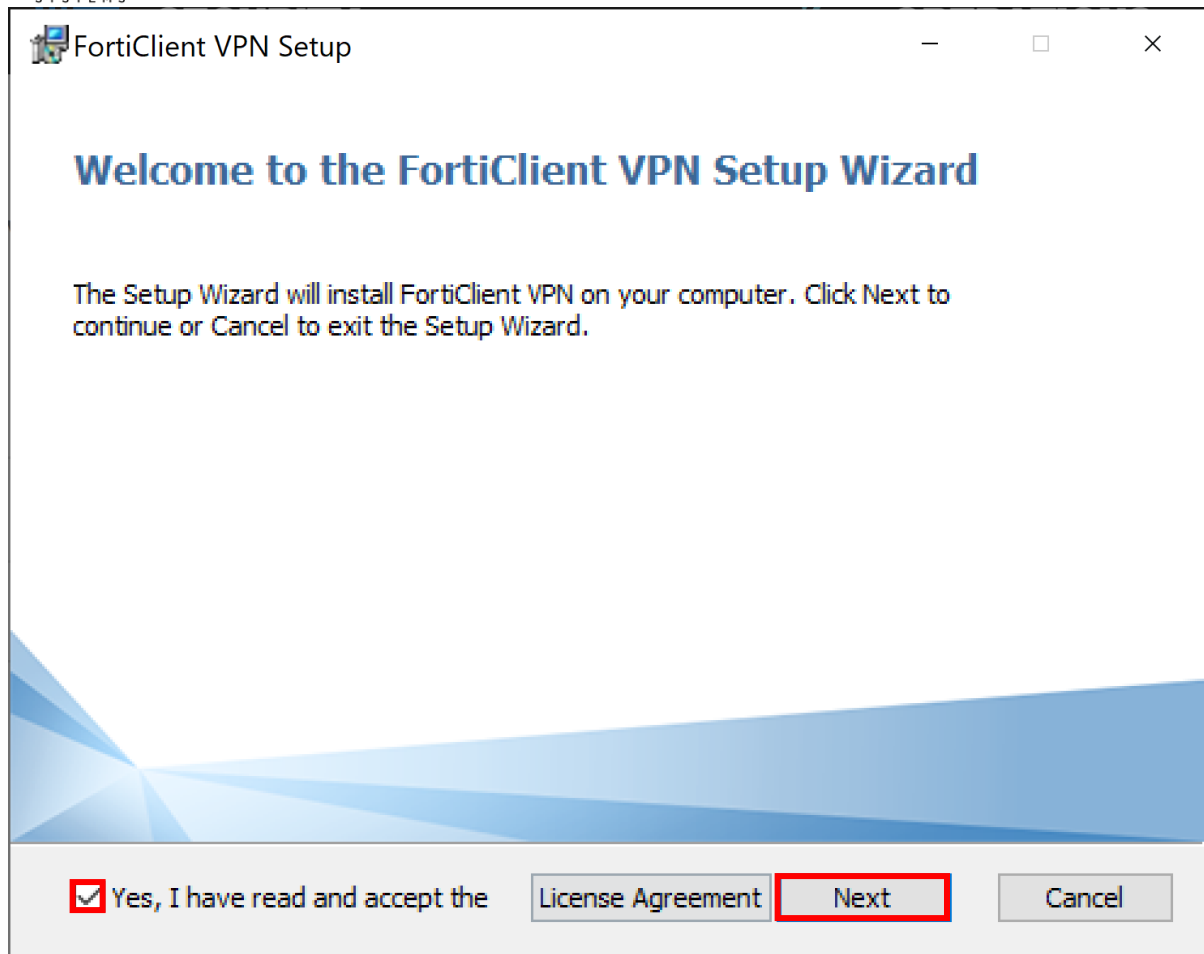 SYSTEMS
FortiClient VPN Setup
Welcome to the FortiClient VPN Setup Wizard
The Setup Wizard will install FortiClient VPN on your computer. Click Next to
continue or Cancel to exit the Setup Wizard.
Yes, I have read and accept the License Agreement Next Cancel